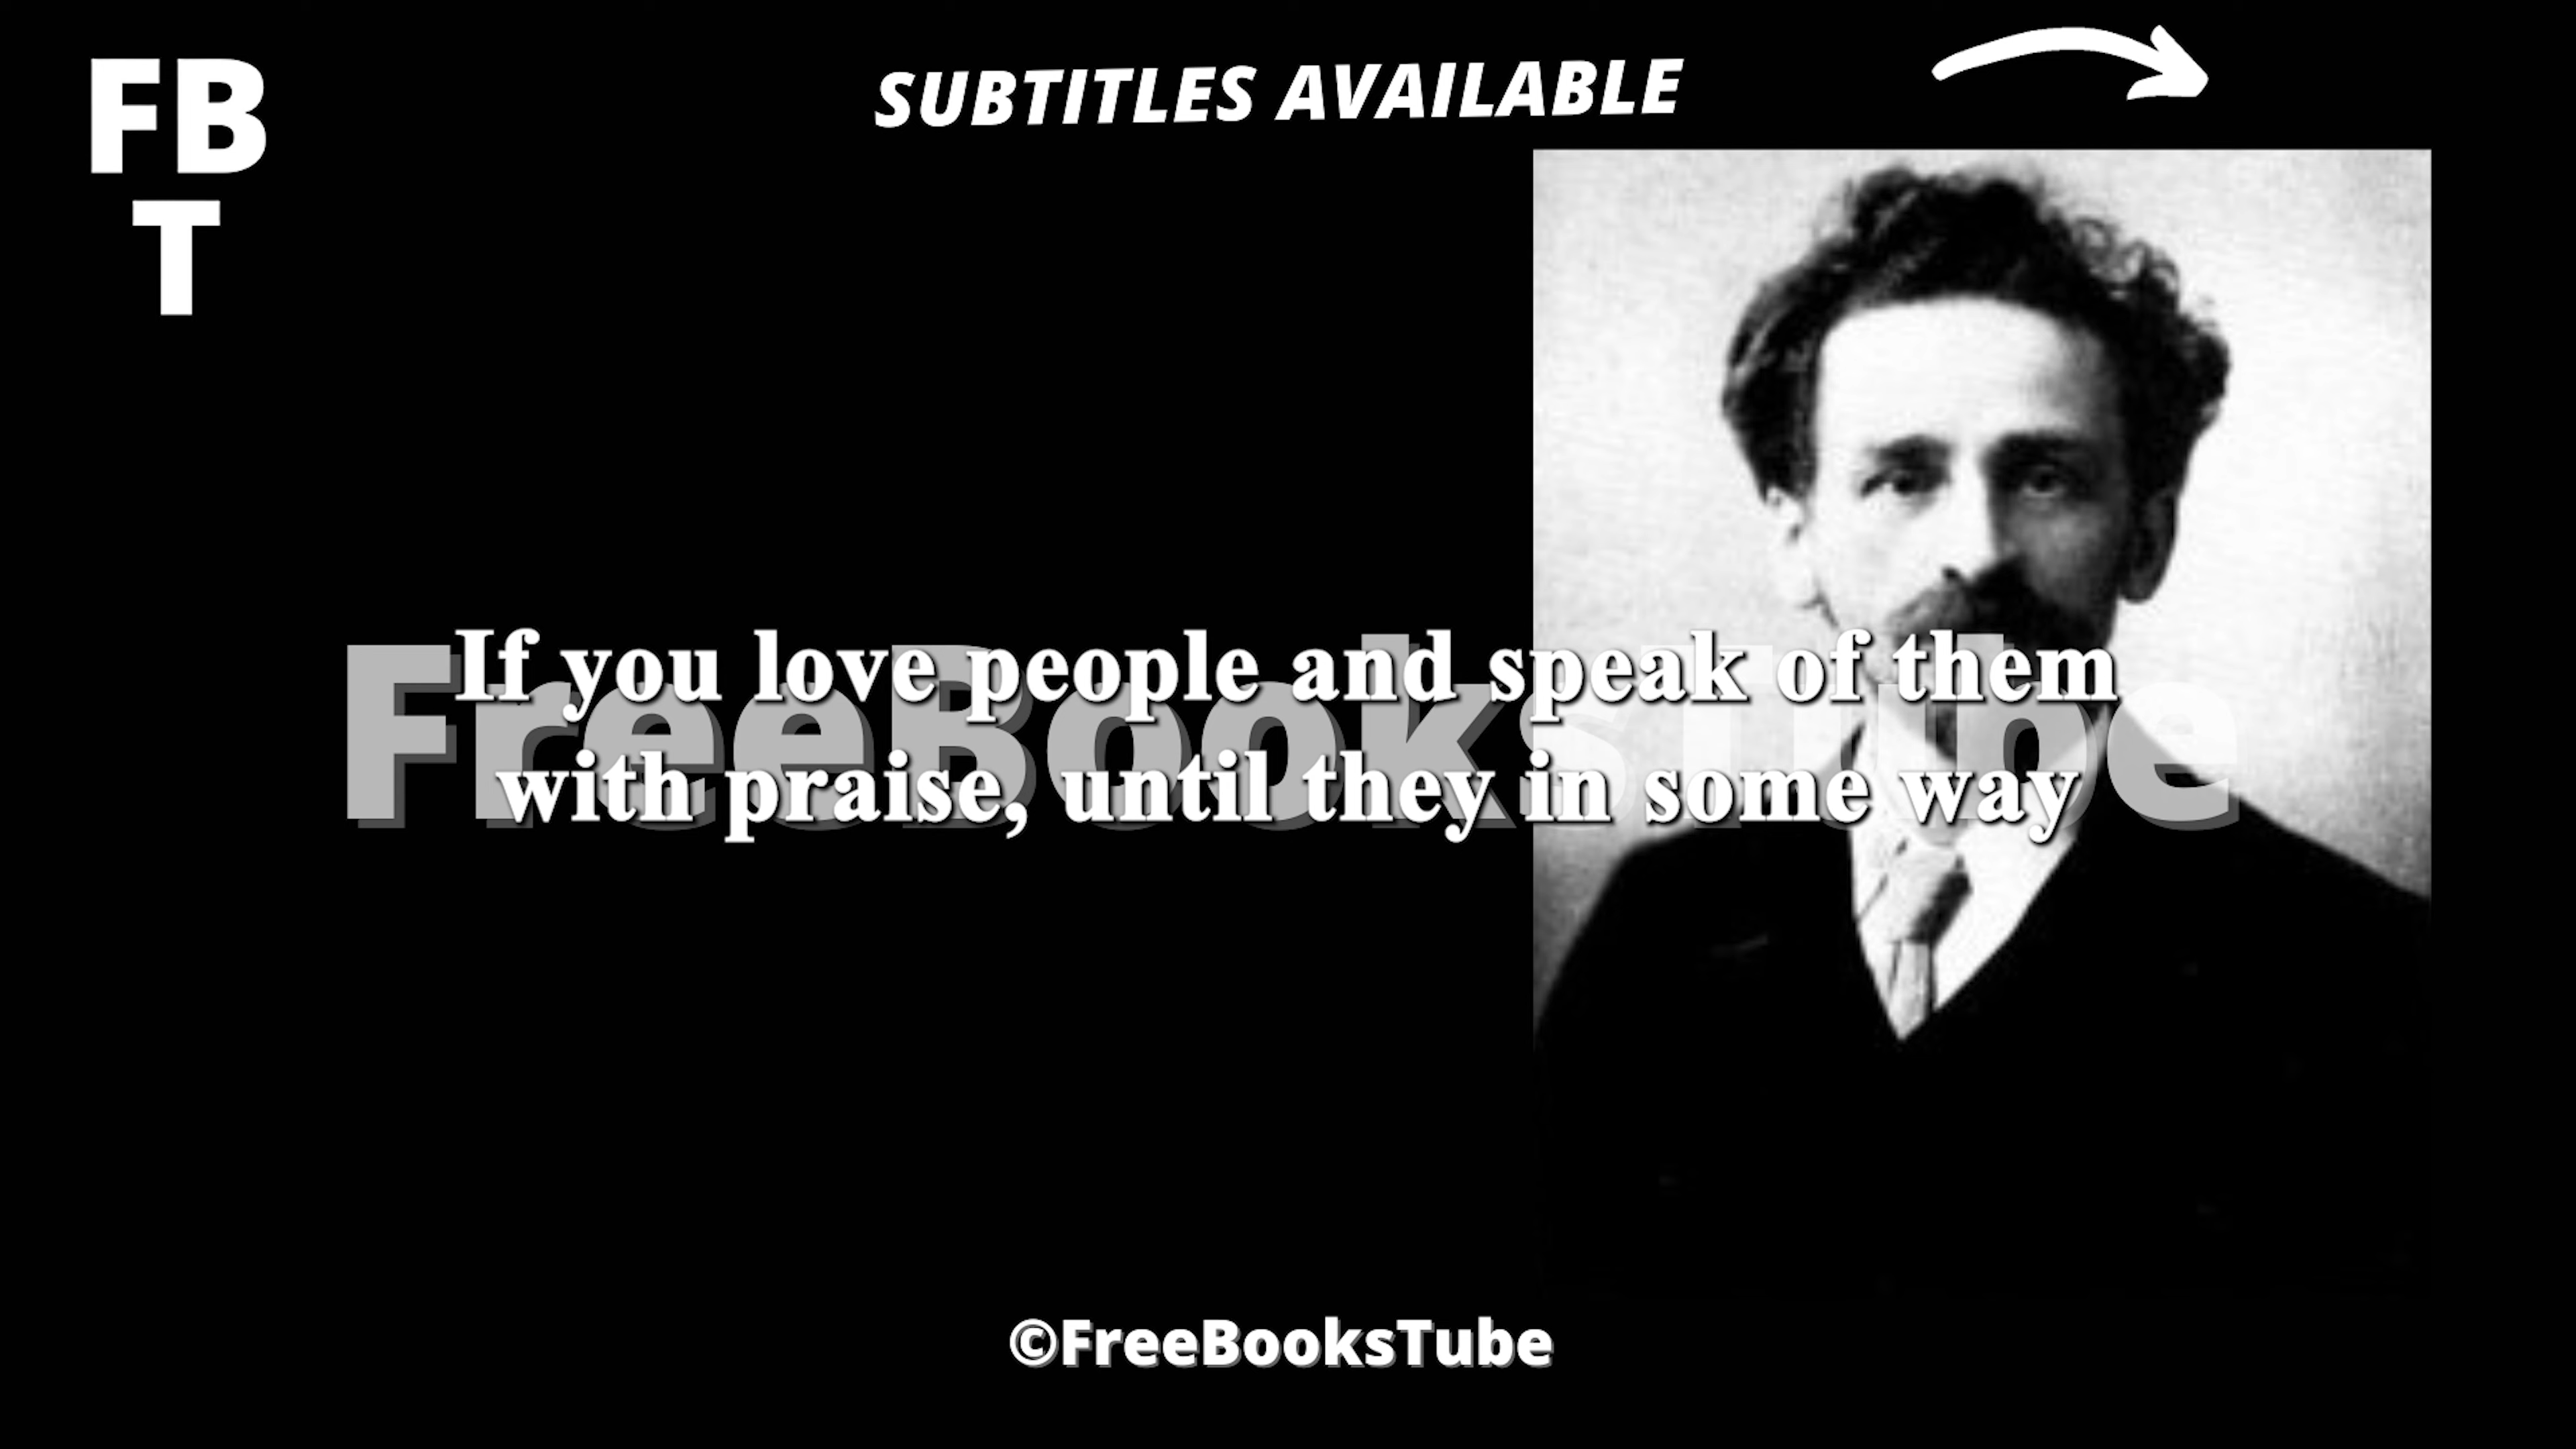 FB
T
SUBTITLES AVAILABLE
If you love people and speak of them
with praise, until they in some way
FreeBooksTube
©FreeBooksTube